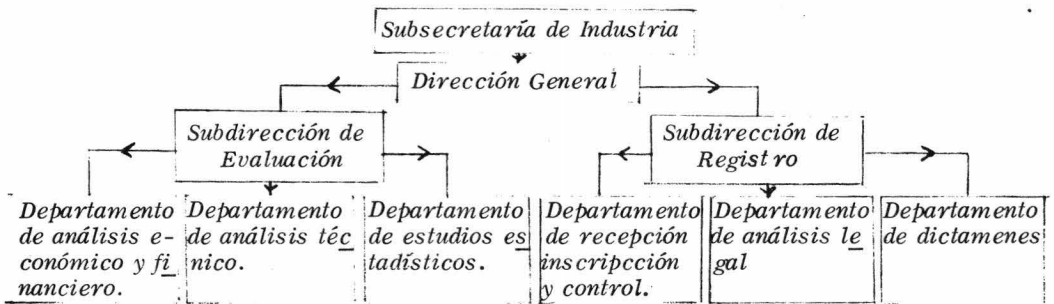 Subsecretaría de Industria
Dirección General
Subdirección de
Evaluación
Subdirección de
Registro
Departamento
de análisis e-
conómico y fi
nanciero.
Departamento
de análisis téc
nico.
Departamento
de estudios es
tadísticos.
Departamento
de recepción
inscripcción
y control.
Departamento
de análisis le
gal
Departamento
de dictamenes